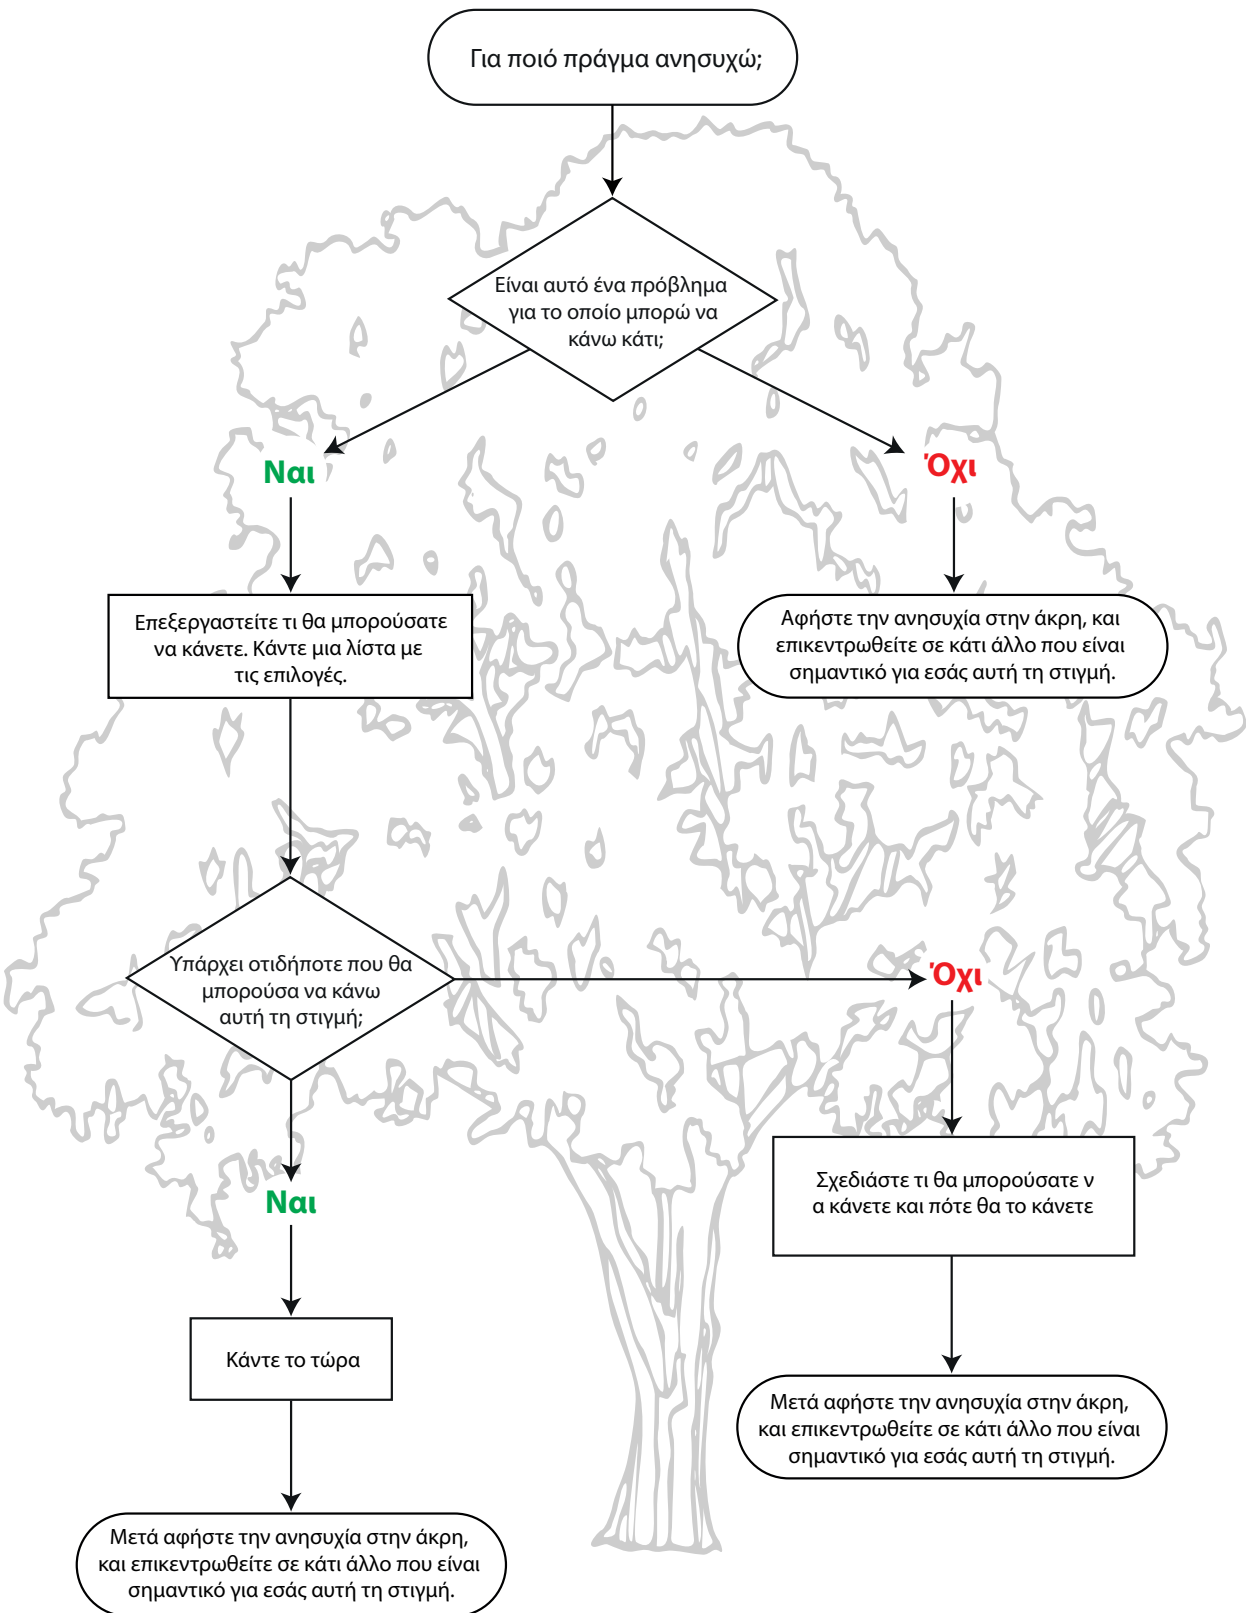 Για ποιό πράγμα ανησυχώ;
Είναι αυτό ένα πρόβλημα
για το οποίο μπορώ να
κάνω κάτι;
Ναι
Όχι
Επεξεργαστείτε τι θα μπορούσατε
να κάνετε. Κάντε μια λίστα με
τις επιλογές.
Αφήστε την ανησυχία στην άκρη, και
επικεντρωθείτε σε κάτι άλλο που είναι
σημαντικό για εσάς αυτή τη στιγμή.
Υπάρχει οτιδήποτε που θα
μπορούσα να κάνω
αυτή τη στιγμή;
Όχι
Ναι
Σχεδιάστε τι θα μπορούσατε ν
α κάνετε και πότε θα το κάνετε
Κάντε το τώρα
Μετά αφήστε την ανησυχία στην άκρη,
και επικεντρωθείτε σε κάτι άλλο που είναι
σημαντικό για εσάς αυτή τη στιγμή.
Μετά αφήστε την ανησυχία στην άκρη,
και επικεντρωθείτε σε κάτι άλλο που είναι
σημαντικό για εσάς αυτή τη στιγμή.